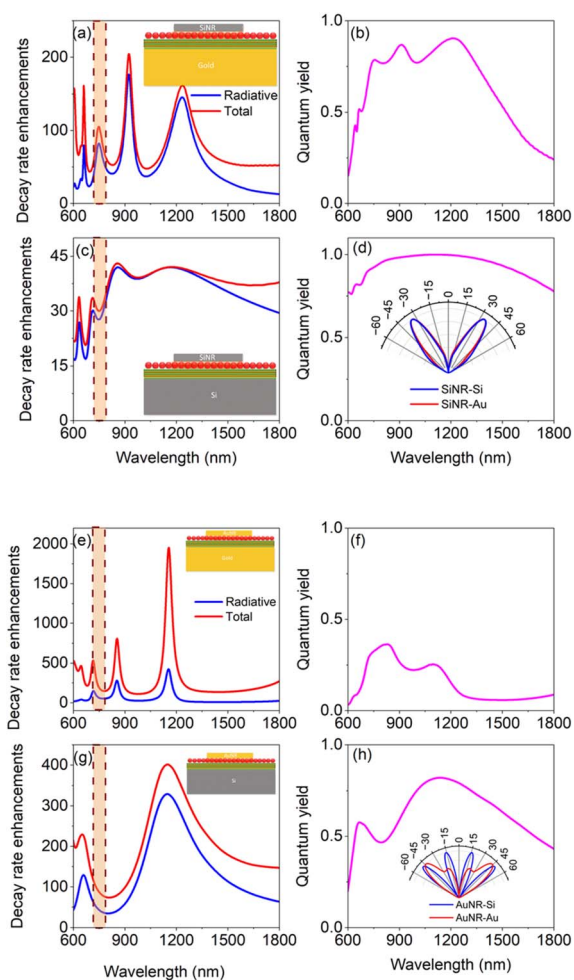 (a)
SiNR
Gold
Radiative
Total
Decay rate enhancements
200
100
0
600 900 1200 1500 1800
(b)
Quantum yield
1.0
0.5
0.0
600 900 1200 1500 1800
(c)
SiNR
Si
Decay rate enhancements
45
30
15
0
600 900 1200 1500 1800
Wavelength (nm)
(d)
Quantum yield
1.0
0.5
0.0
-60 -45 -30 -15 0 15 30 45 60
SiNR-Si
SiNR-Au
600 900 1200 1500 1800
Wavelength (nm)
(e)
Gold
Radiative
Total
Decay rate enhancements
2000
1500
1000
500
0
600 900 1200 1500 1800
(f)
Quantum yield
1.0
0.5
0.0
600 900 1200 1500 1800
(g)
Si
Decay rate enhancements
400
300
200
100
0
600 900 1200 1500 1800
Wavelength (nm)
(h)
Quantum yield
1.0
0.5
0.0
-60 -45 -30 -15 0 15 30 45 60
AuNR-Si
AuNR-Au
600 900 1200 1500 1800
Wavelength (nm)